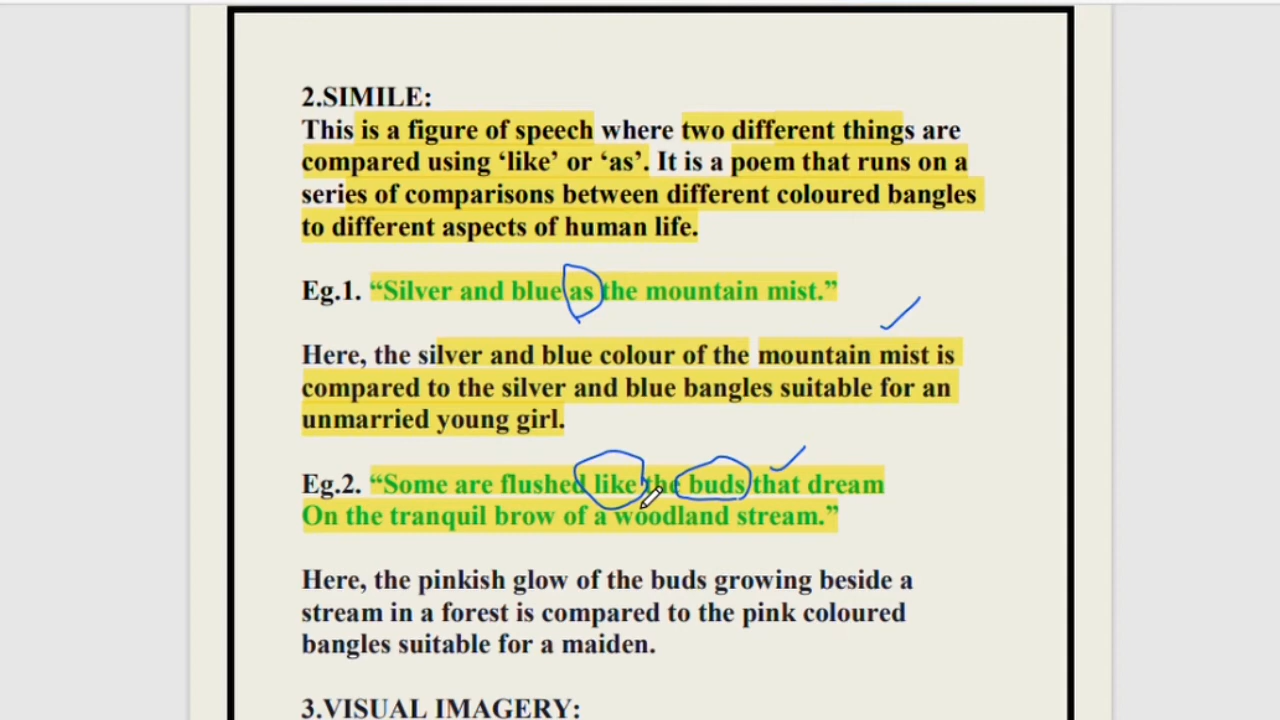 2.SIMILE:
This is a figure of speech where two different things are
compared using ‘like’ or ‘as’. It is a poem that runs on a
series of comparisons between different coloured bangles
to different aspects of human life.
Eg.1. “Silver and blue as the mountain mist.”
Here, the silver and blue colour of the mountain mist is
compared to the silver and blue bangles suitable for an
unmarried young girl.
Eg.2. “Some are flushed like the buds that dream
On the tranquil brow of a woodland stream.”
Here, the pinkish glow of the buds growing beside a
stream in a forest is compared to the pink coloured
bangles suitable for a maiden.
3.VISUAL IMAGERY: